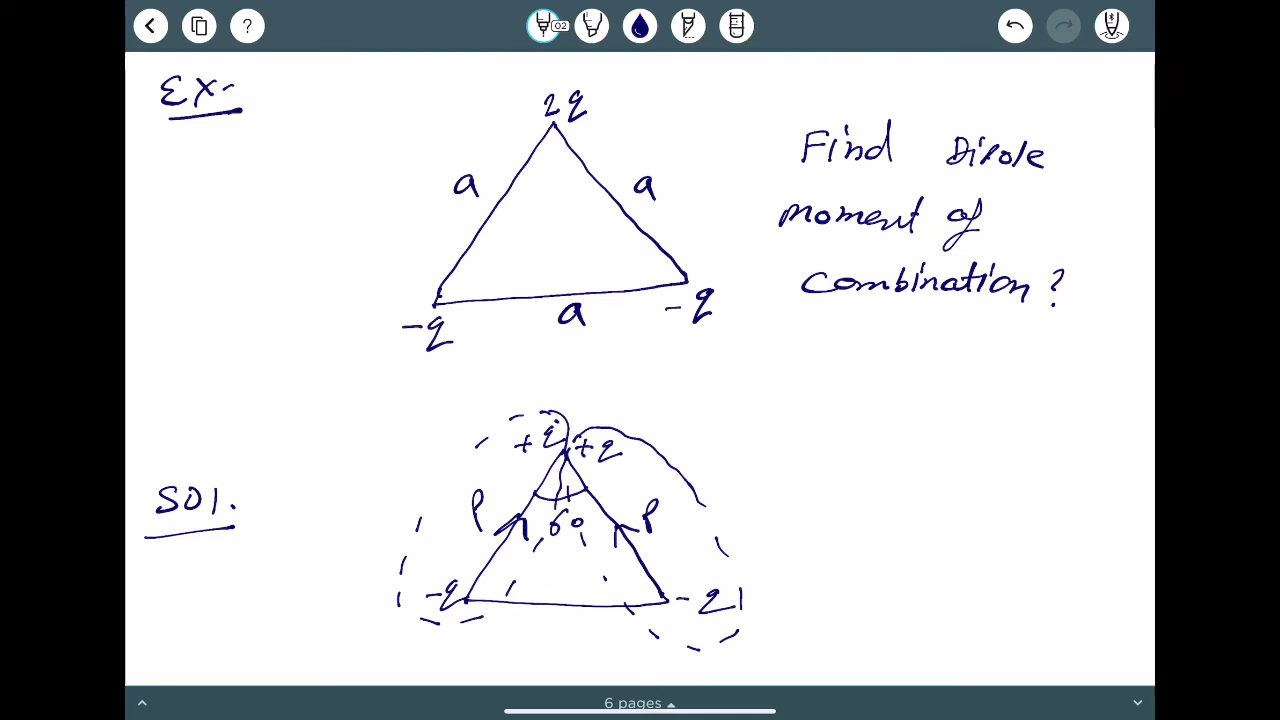 EX:-
2q
a a
-q a -q
Find Dipole
moment of
combination?
Sol.
+q +q
P 60 P
-q -q
6 pages